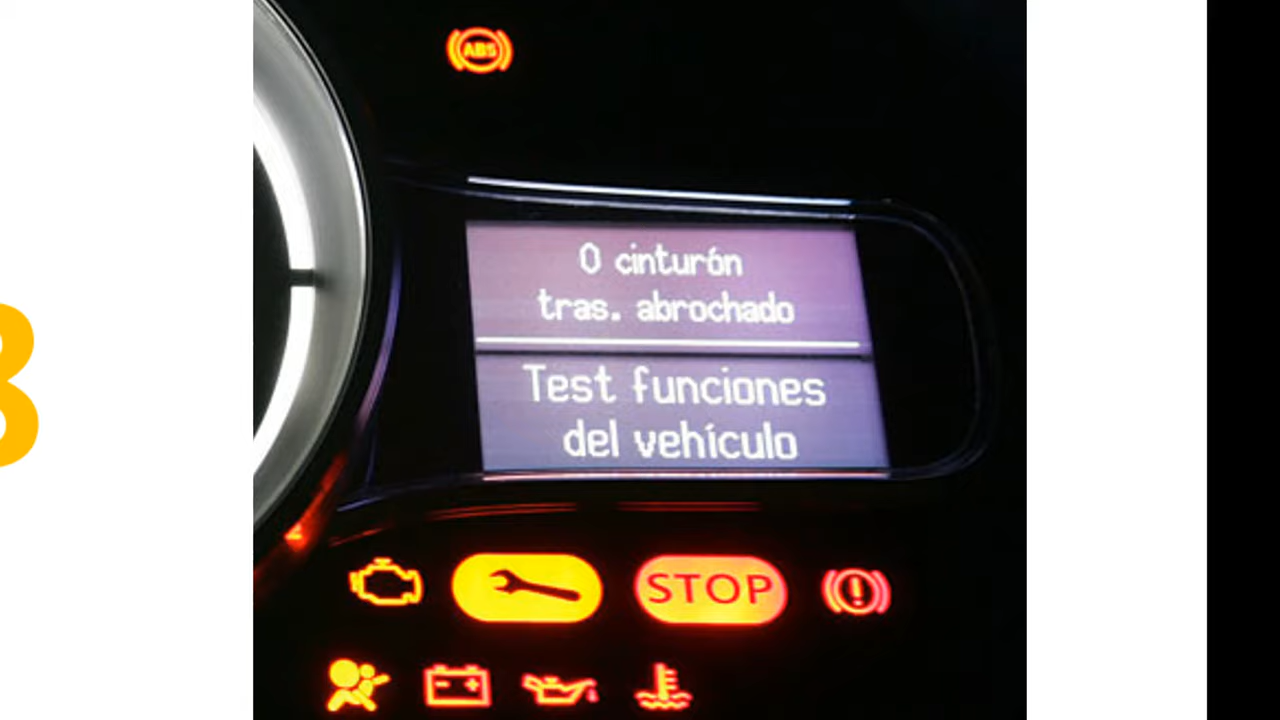 ABS
0 cinturón
tras. abrochado
Test funciones
del vehículo
STOP